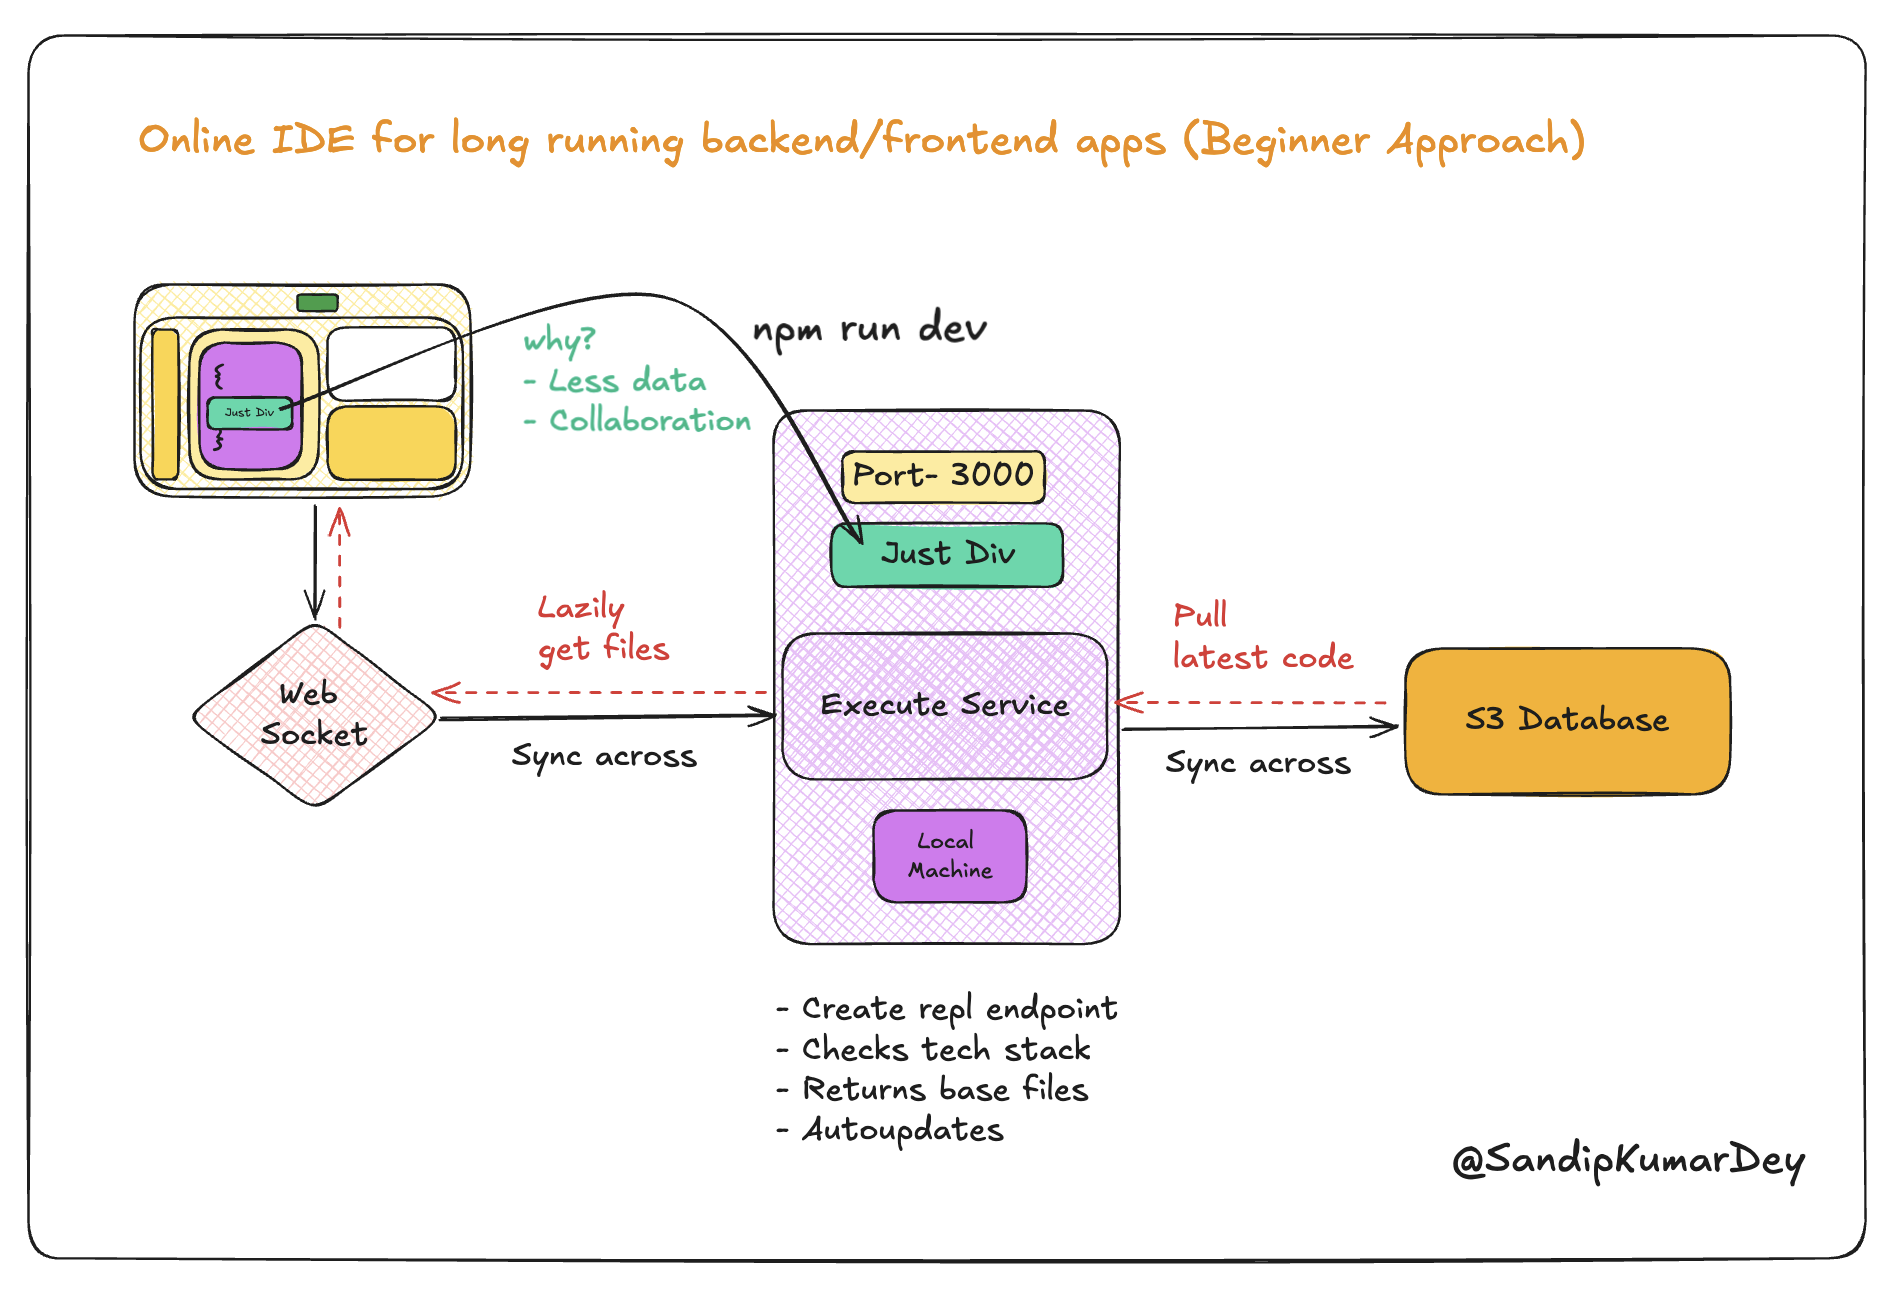 Online IDE for long running backend/frontend apps (Beginner Approach)
Just Div
why?
- Less data
- Collaboration
npm run dev
Port- 3000
Just Div
Lazily
get files
Pull
latest code
Web
Socket
Execute Service
S3 Database
Sync across
Sync across
Local
Machine
- Create repl endpoint
- Checks tech stack
- Returns base files
- Autoupdates
@SandipKumarDey